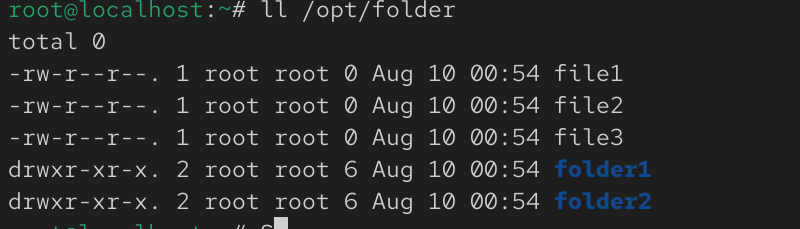 root@localhost:~# ll /opt/folder
total 0
-rw-r--r--. 1 root root 0 Aug 10 00:54 file1
-rw-r--r--. 1 root root 0 Aug 10 00:54 file2
-rw-r--r--. 1 root root 0 Aug 10 00:54 file3
drwxr-xr-x. 2 root root 6 Aug 10 00:54 folder1
drwxr-xr-x. 2 root root 6 Aug 10 00:54 folder2